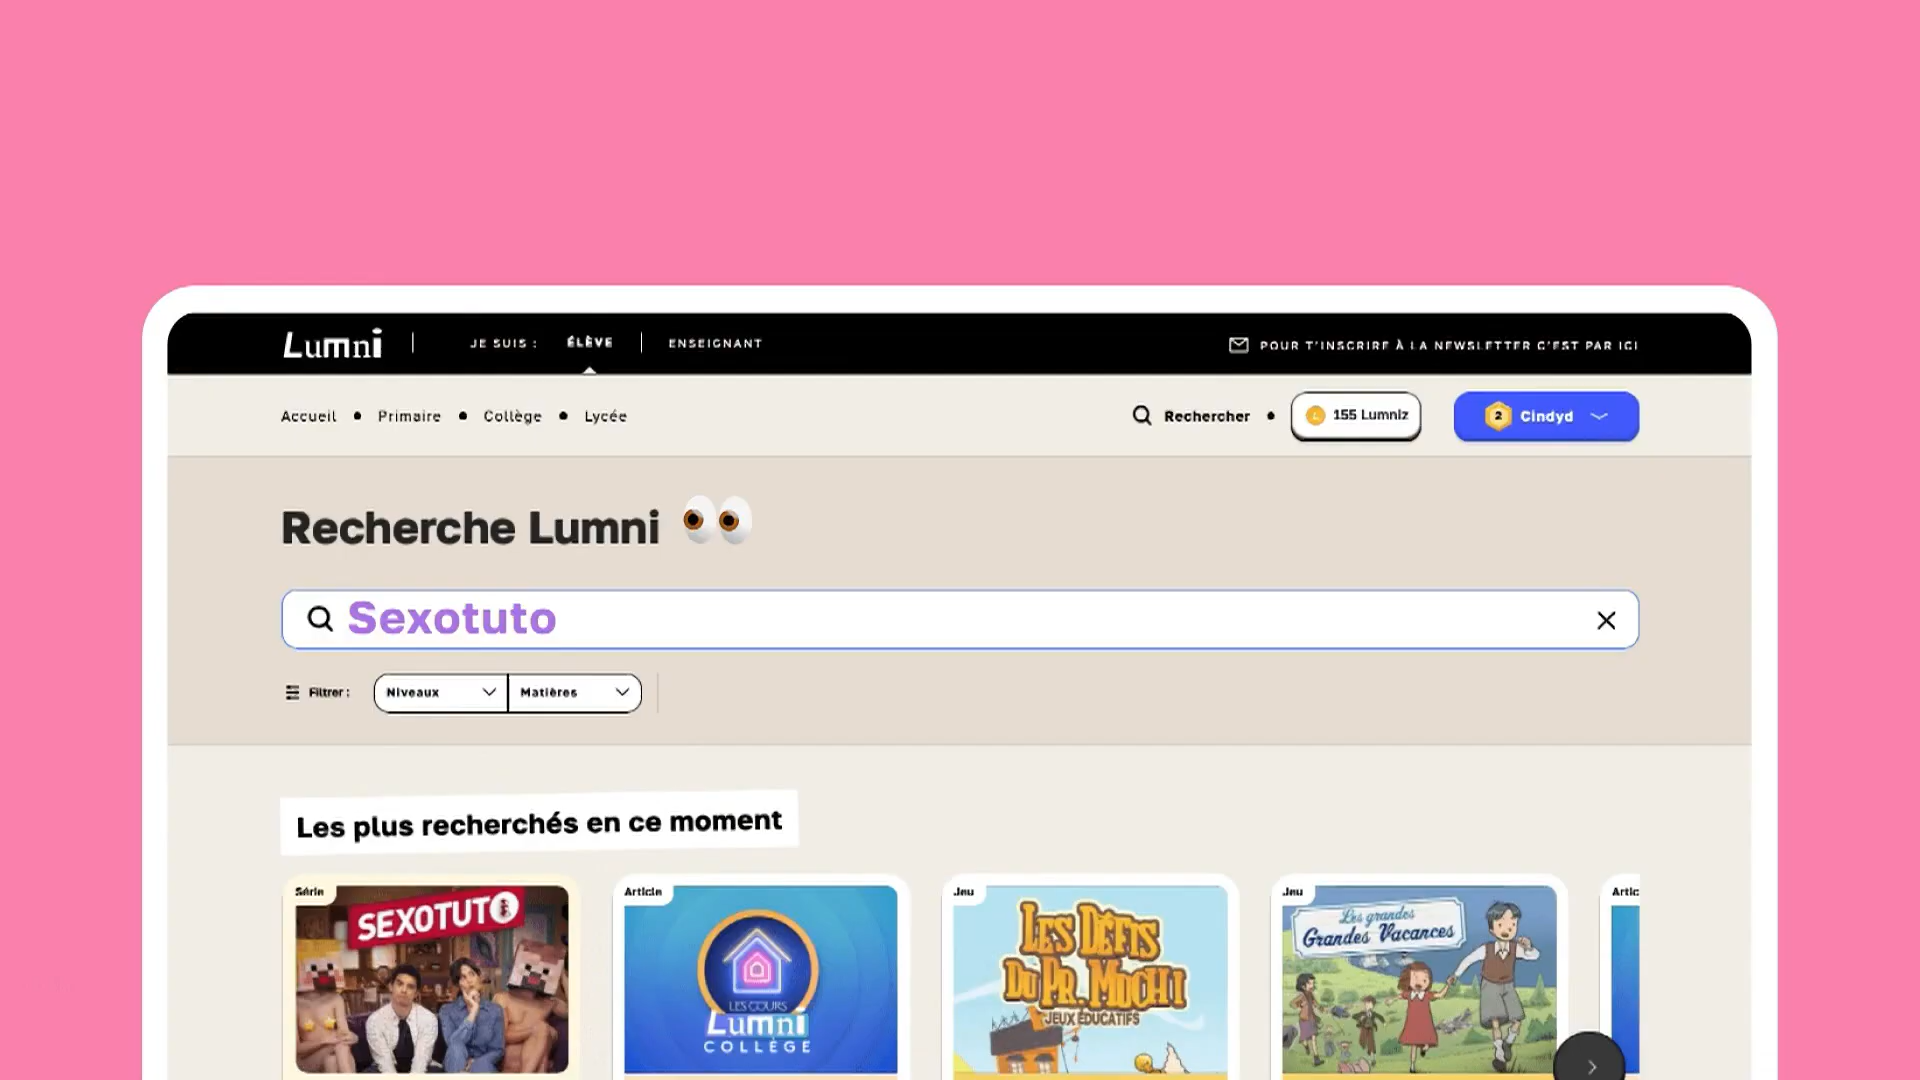 Lumni
JE SUIS :
ÉLÈVE
ENSEIGNANT
POUR T'INSCRIRE À LA NEWSLETTER C'EST PAR ICI
Accueil
Primaire
Collège
Lycée
Rechercher
155 Lumniz
2
Cindyd
Recherche Lumni
Sexotuto
Filtrer :
Niveaux
Matières
Les plus recherchés en ce moment
Série
SEXOTUTO
Article
LES COURS
Lumni
COLLÈGE
Jeu
LES DÉFIS
DU PR. MOCHI
JEUX ÉDUCATIFS
Jeu
Les grandes
Grandes Vacances
Artic